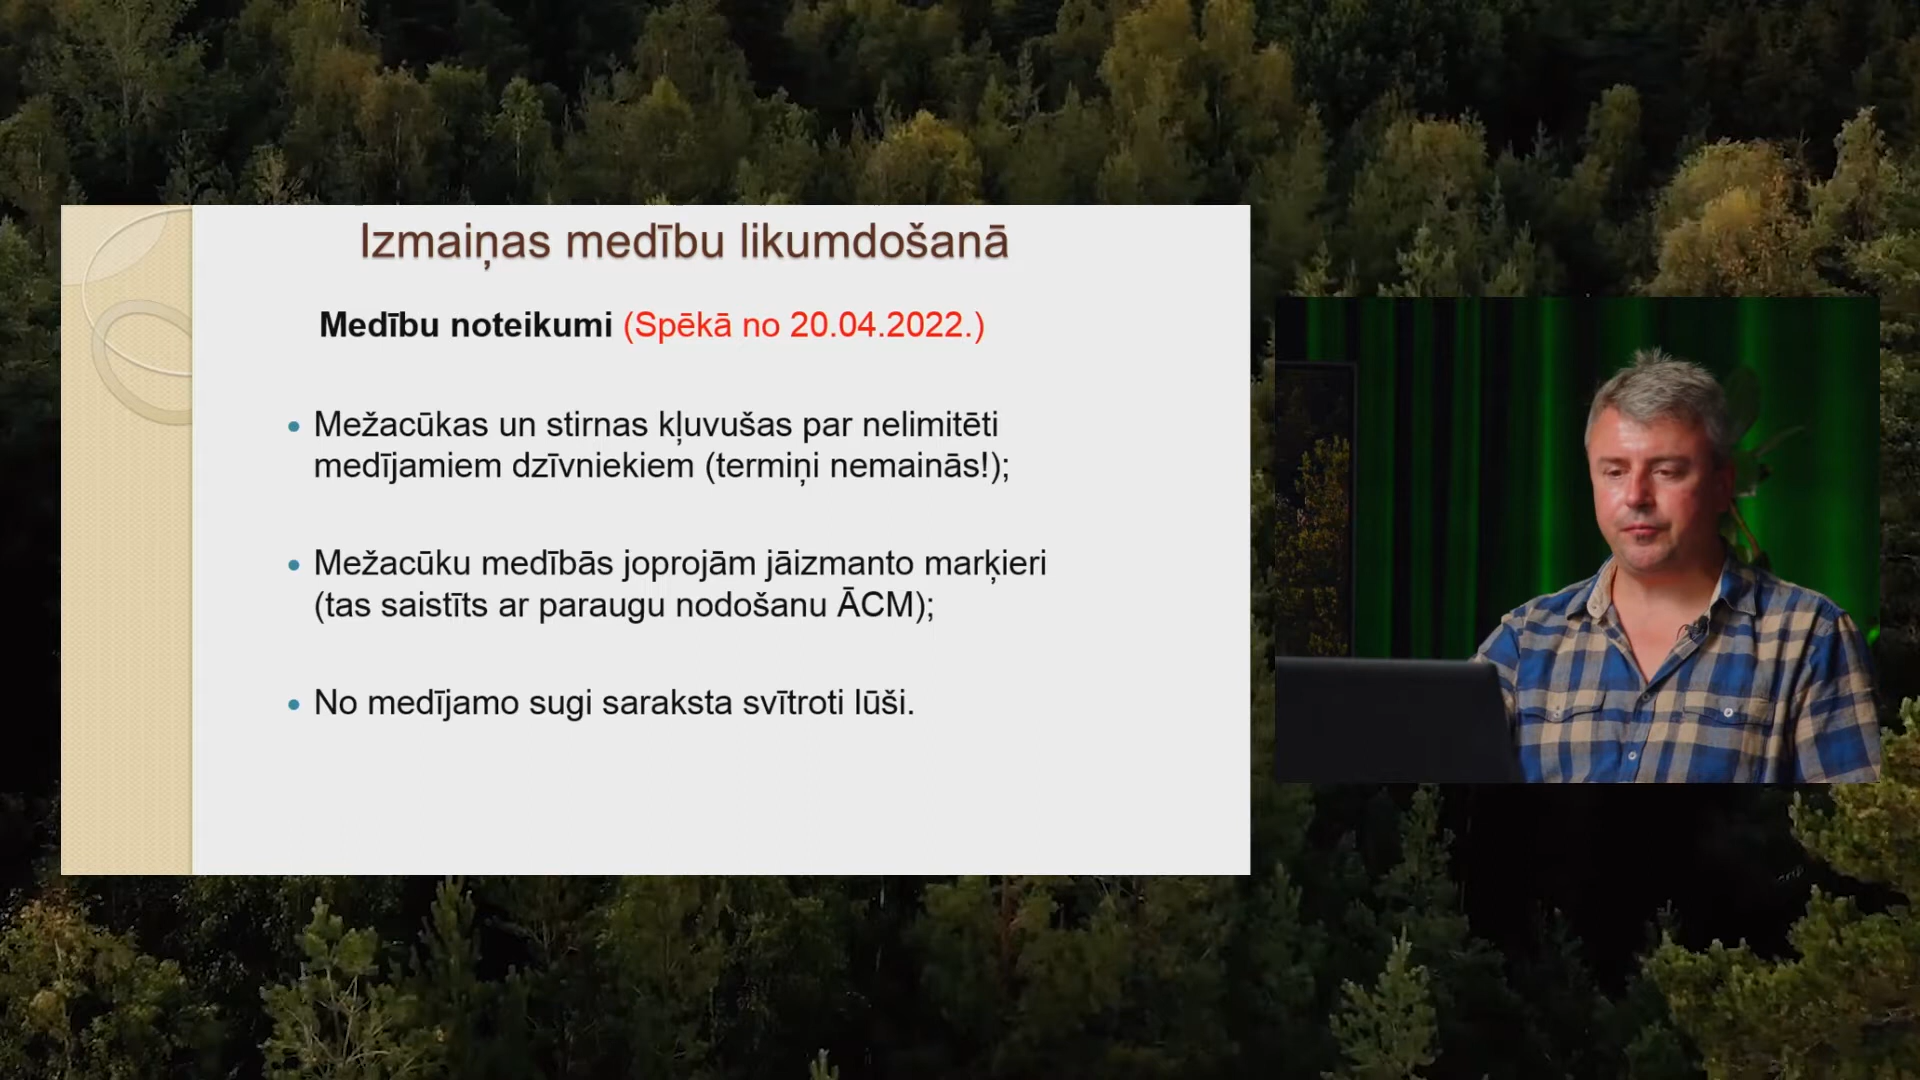 Izmaiņas medību likumdošanā
Medību noteikumi (Spēkā no 20.04.2022.)
• Mežacūkas un stirnas kļuvušas par nelimitēti
medījamiem dzīvniekiem (termiņi nemainās!);
• Mežacūku medībās joprojām jāizmanto marķieri
(tas saistīts ar paraugu nodošanu ĀCM);
• No medījamo sugi saraksta svītroti lūši.